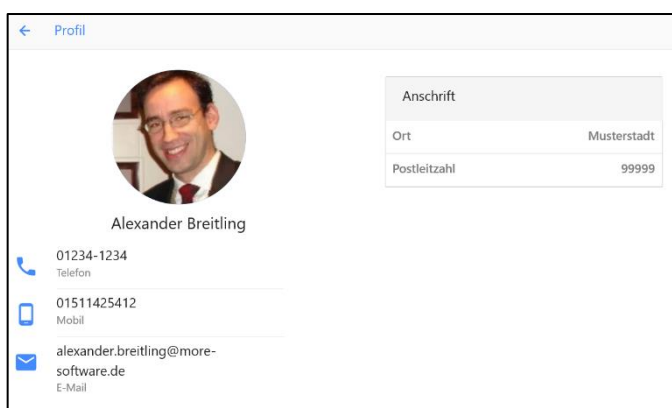 Profil
Alexander Breitling
01234-1234
Telefon
01511425412
Mobil
alexander.breitling@more-
software.de
E-Mail
Anschrift
Ort Musterstadt
Postleitzahl 99999